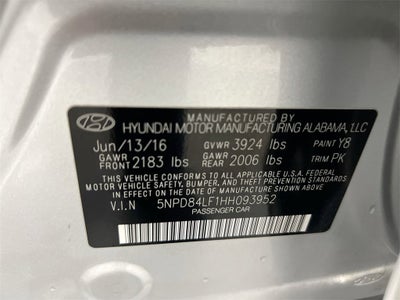 MANUFACTURED BY
HYUNDAI MOTOR MANUFACTURING ALABAMA, LLC
Jun/13/16 GVWR 3924 lbs PAINT Y8
GAWR FRONT 2183 lbs GAWR REAR 2006 lbs TRIM PK
THIS VEHICLE CONFORMS TO ALL APPLICABLE U.S.A. FEDERAL
MOTOR VEHICLE SAFETY, BUMPER, AND THEFT PREVENTION STANDARDS
IN EFFECT ON THE DATE OF MANUFACTURE SHOWN ABOVE.
V.I.N 5NPD84LF1HH093952
PASSENGER CAR